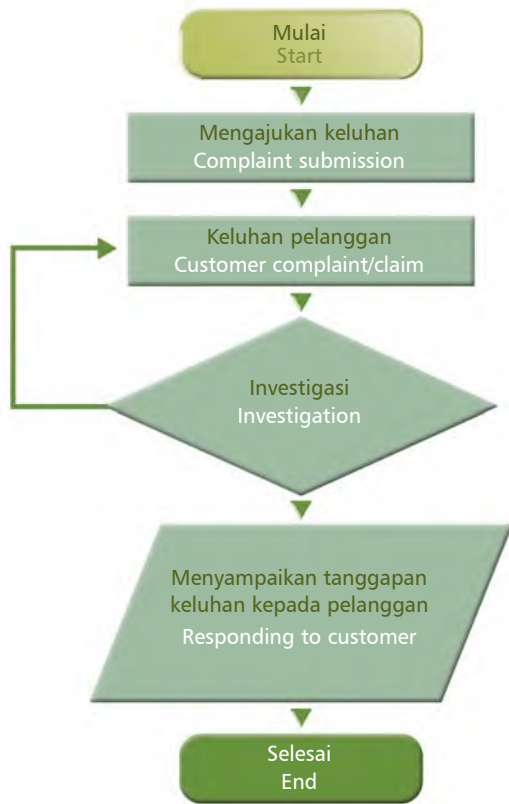 Mulai
Start
Mengajukan keluhan
Complaint submission
Keluhan pelanggan
Customer complaint/claim
Investigasi
Investigation
Menyampaikan tanggapan
keluhan kepada pelanggan
Responding to customer
Selesai
End